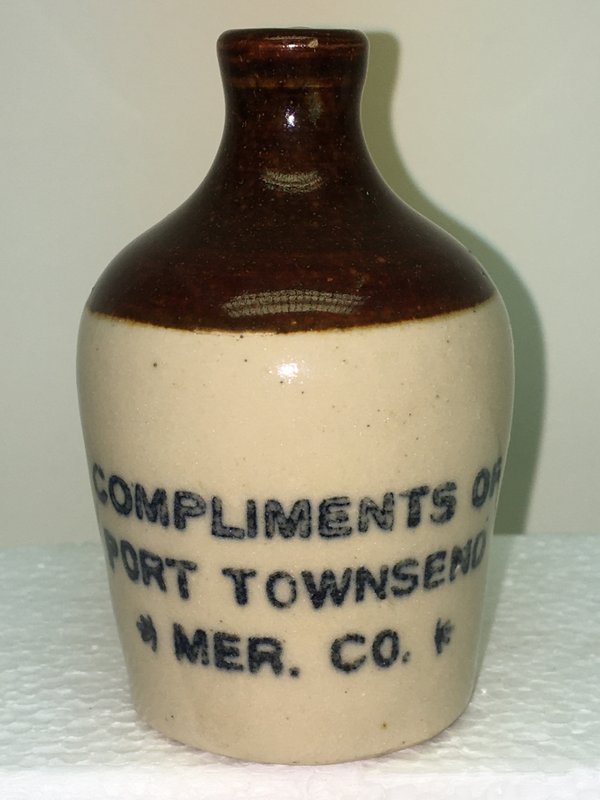 COMPLIMENTS OF
PORT TOWNSEND
MER. CO.